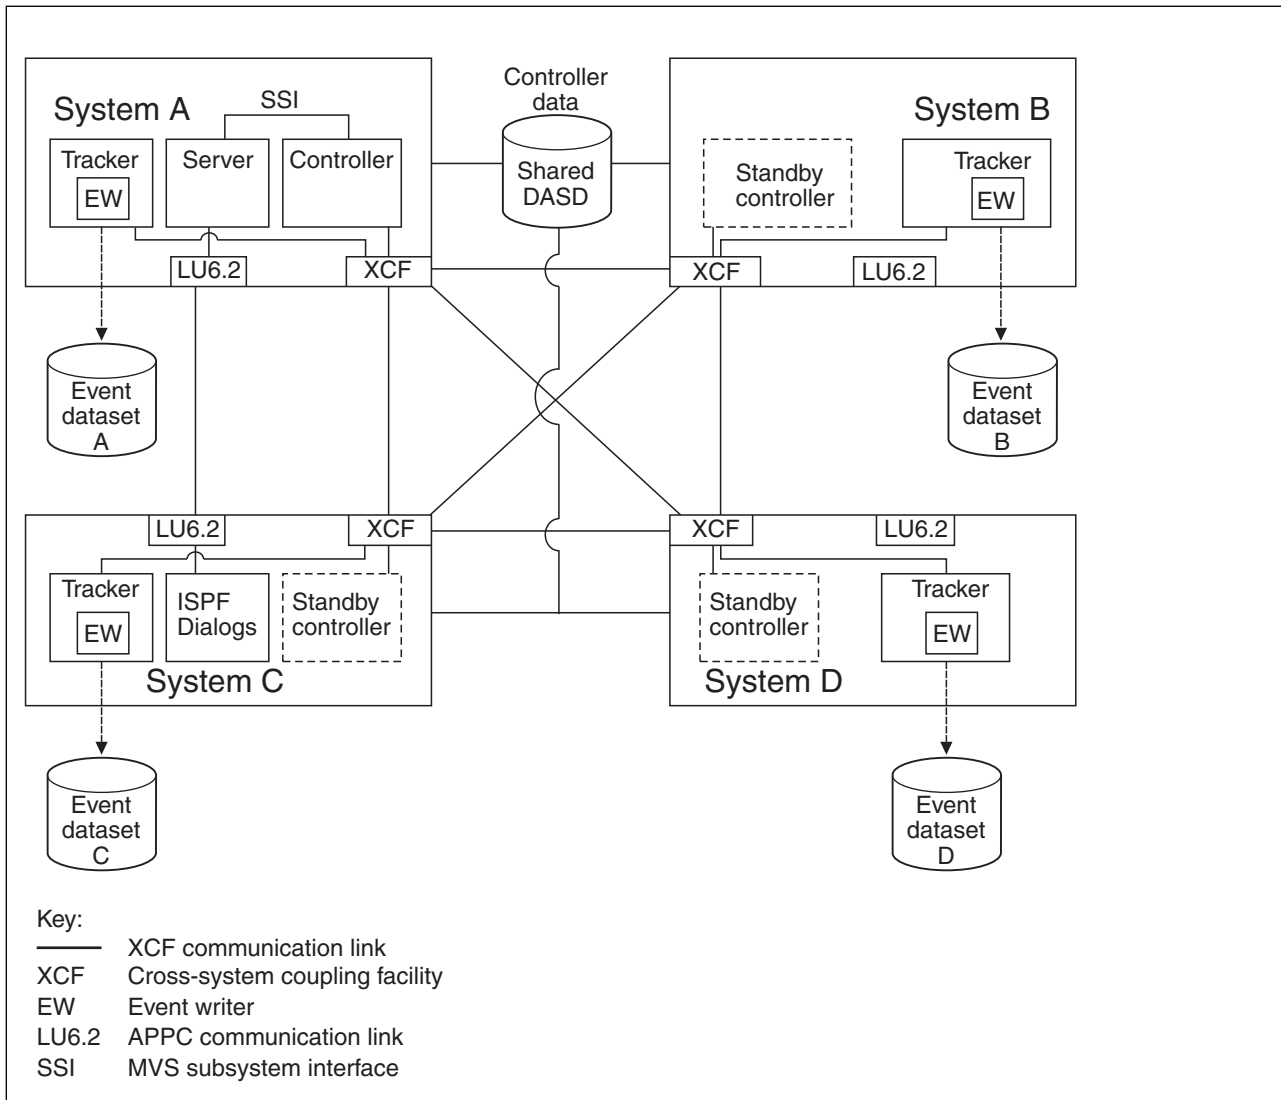 Controller
data
Shared
DASD
System A
SSI
Tracker
EW
Server
Controller
LU6.2
XCF
Event
dataset
A
System B
Standby
controller
Tracker
EW
XCF
LU6.2
Event
dataset
B
LU6.2
XCF
Tracker
EW
ISPF
Dialogs
Standby
controller
System C
Event
dataset
C
XCF
LU6.2
Standby
controller
Tracker
EW
System D
Event
dataset
D
Key:
XCF communication link
XCF Cross-system coupling facility
EW Event writer
LU6.2 APPC communication link
SSI MVS subsystem interface